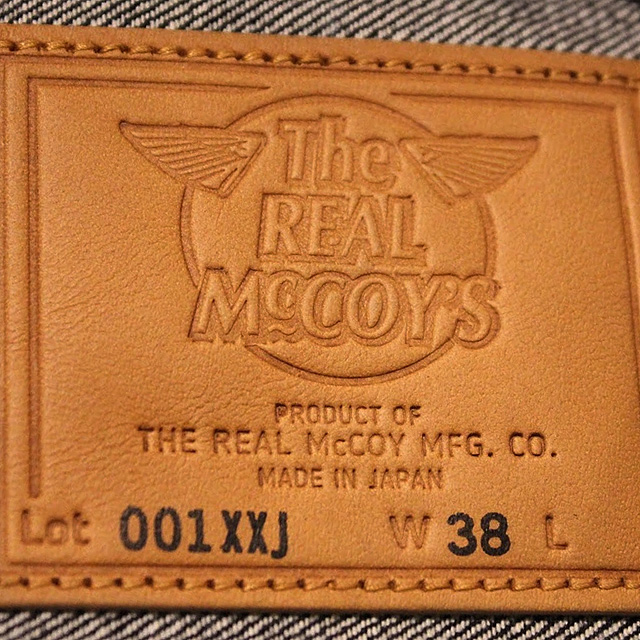 The
REAL
McCOY'S
PRODUCT OF
THE REAL McCOY MFG. CO.
MADE IN JAPAN
Lot 001XXJ W 38 L